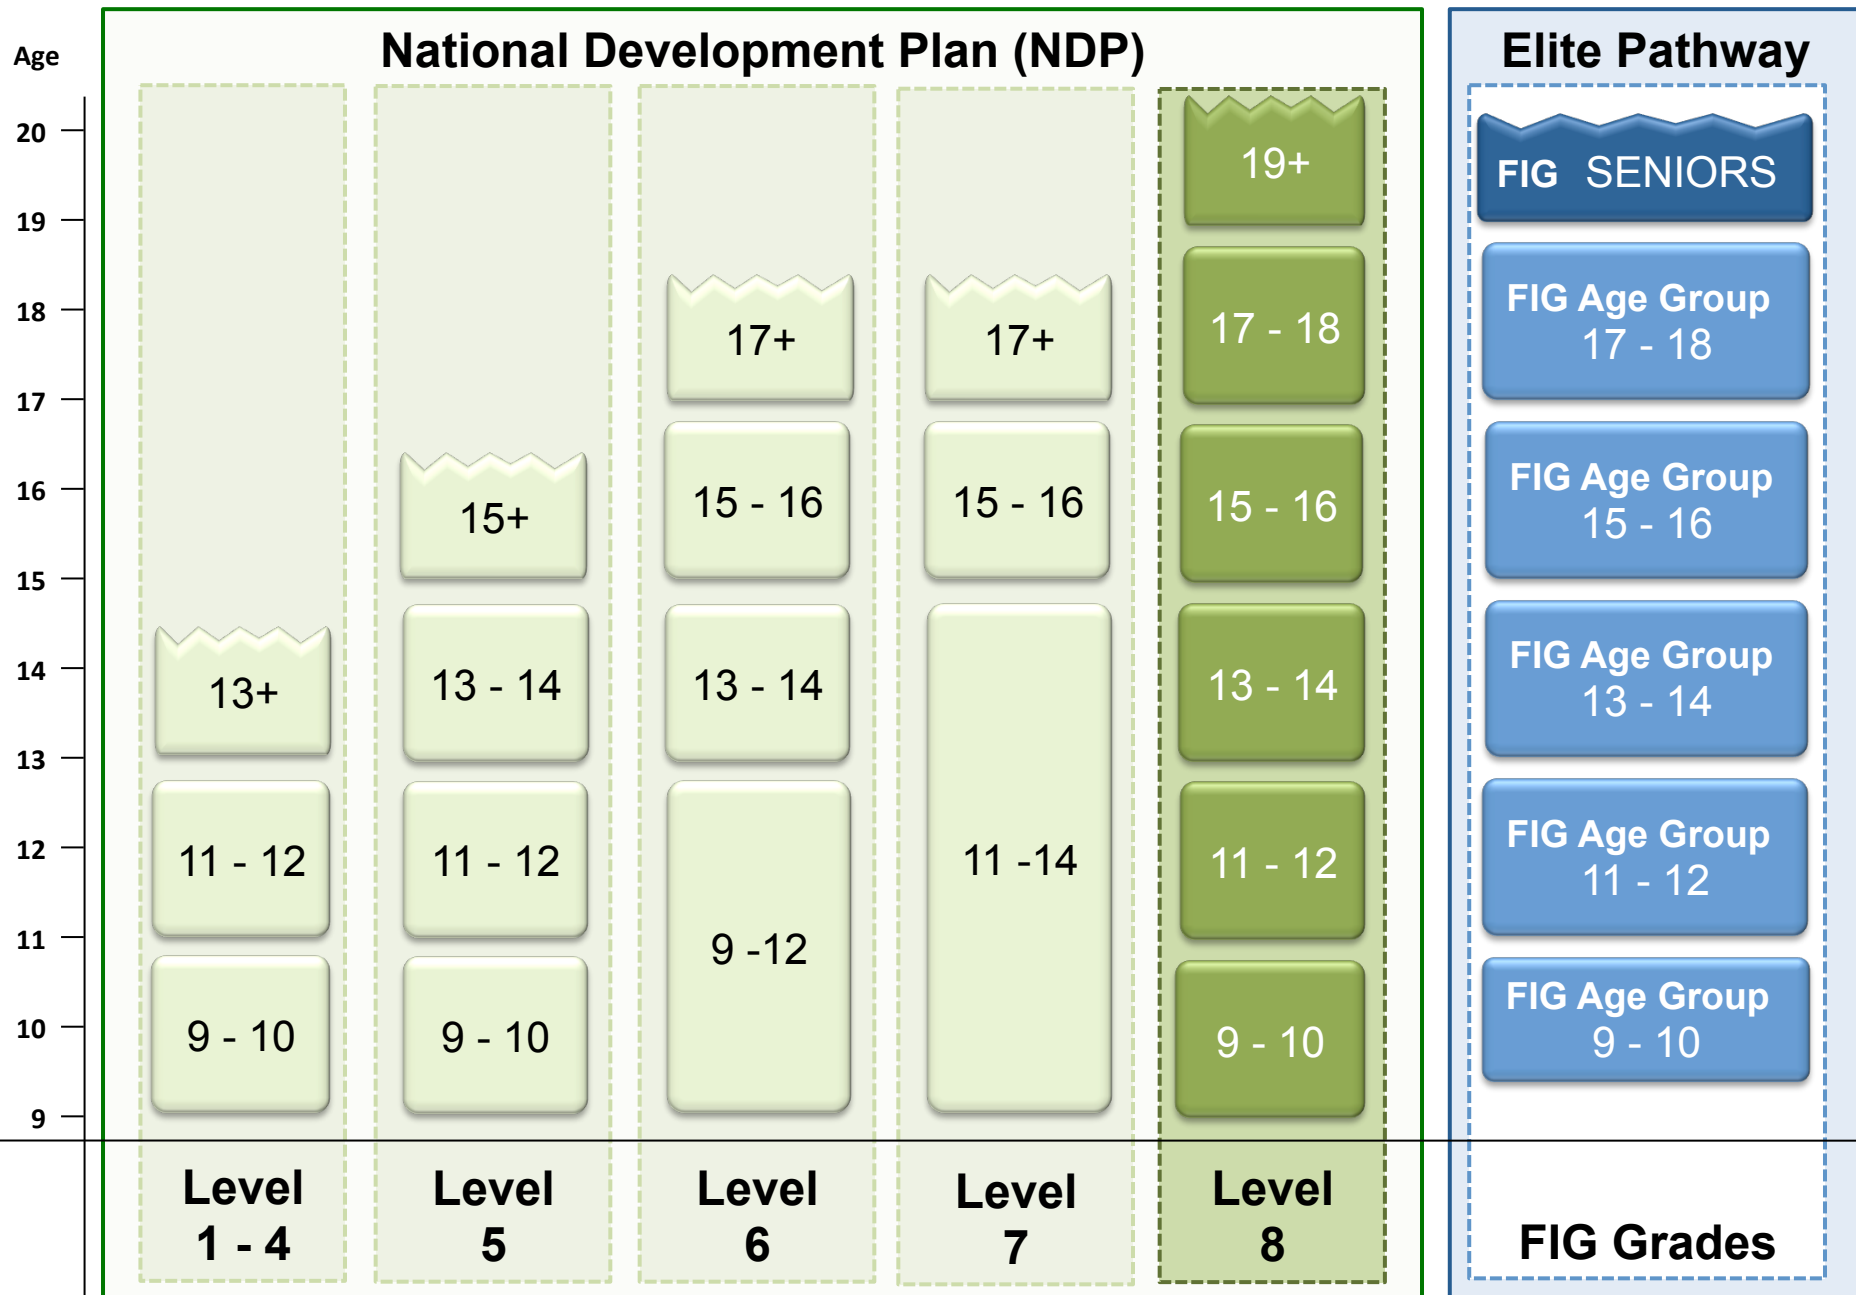 National Development Plan (NDP)
Elite Pathway
Age
20
19
18
17
16
15
14
13
12
11
10
9
13+
11 - 12
9 - 10
Level
1 - 4
15+
13 - 14
11 - 12
9 - 10
Level
5
17+
15 - 16
13 - 14
9 -12
Level
6
17+
15 - 16
11 -14
Level
7
19+
17 - 18
15 - 16
13 - 14
11 - 12
9 - 10
Level
8
FIG SENIORS
FIG Age Group
17 - 18
FIG Age Group
15 - 16
FIG Age Group
13 - 14
FIG Age Group
11 - 12
FIG Age Group
9 - 10
FIG Grades